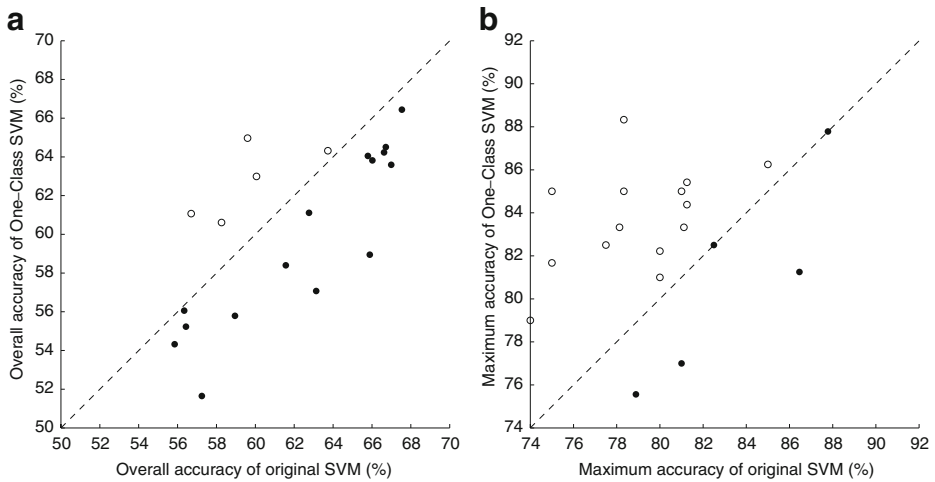 a
70
68
66
64
62
60
58
56
54
52
50
Overall accuracy of One–Class SVM (%)
50 52 54 56 58 60 62 64 66 68 70
Overall accuracy of original SVM (%)
b
92
90
88
86
84
82
80
78
76
74
Maximum accuracy of One–Class SVM (%)
74 76 78 80 82 84 86 88 90 92
Maximum accuracy of original SVM (%)